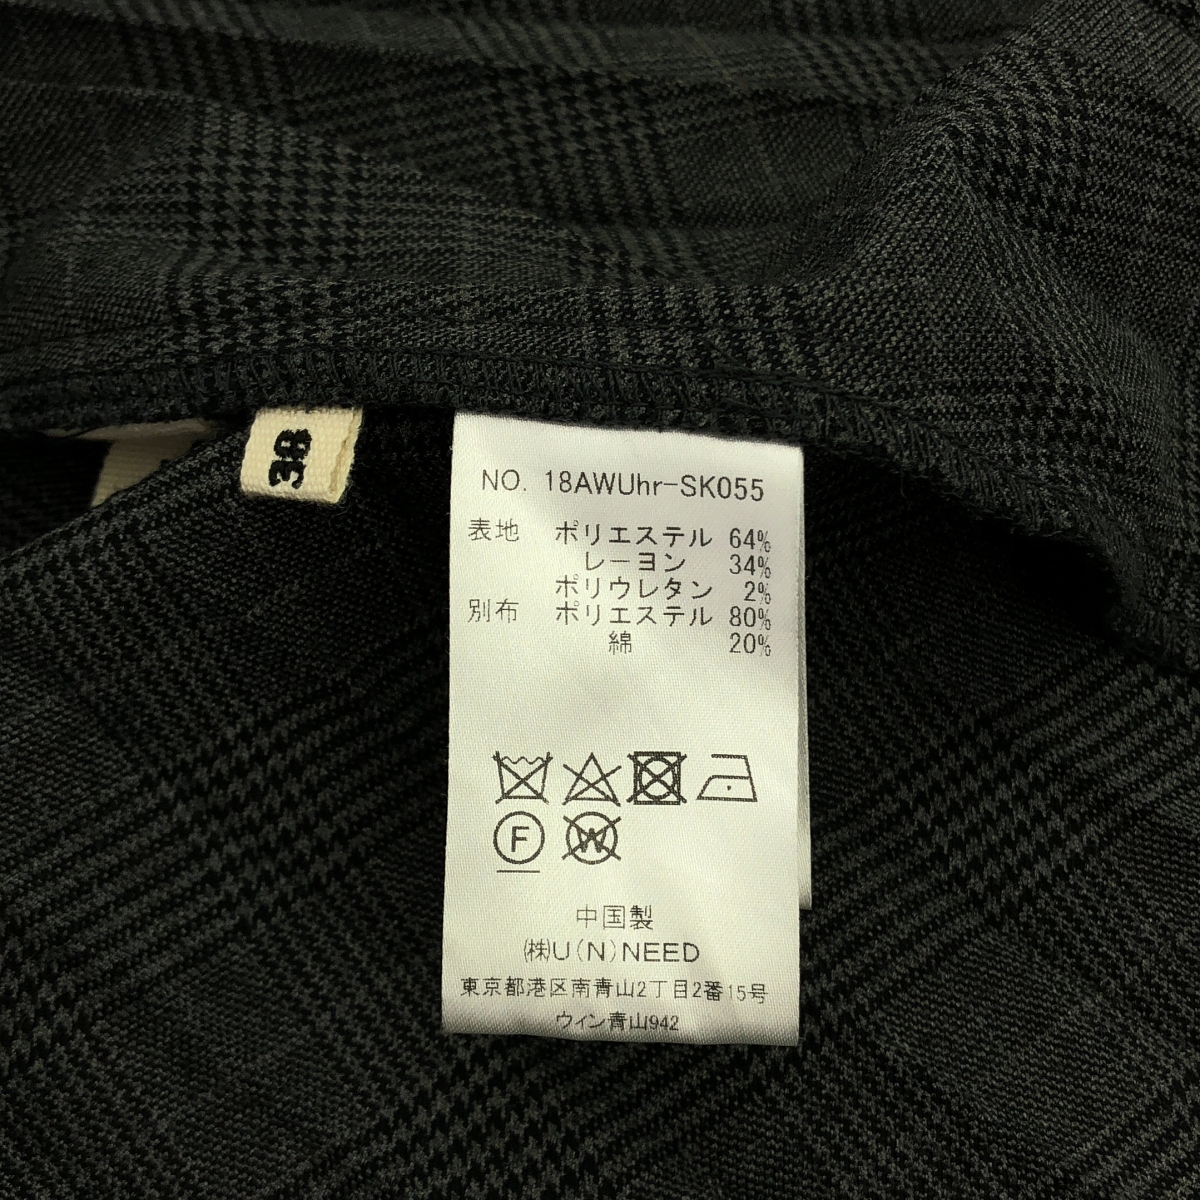 38
NO. 18AWUhr-SK055
表地 ポリエステル 64%
レーヨン 34%
ポリウレタン 2%
別布 ポリエステル 80%
綿 20%
F W
中国製
㈱U(N)NEED
東京都港区南青山2丁目2番15号
ウィン青山942